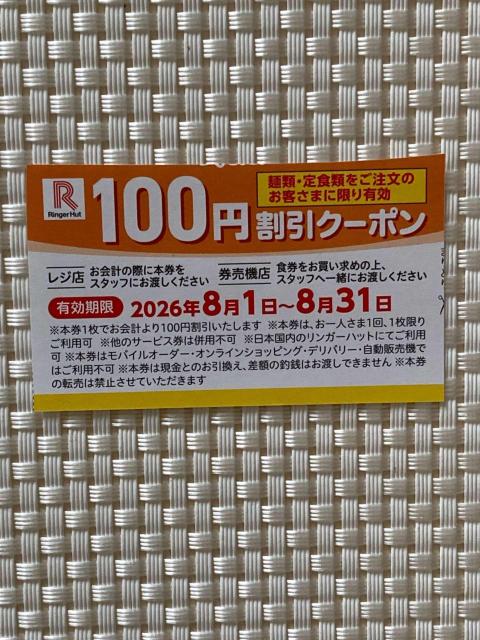 麺類・定食類をご注文の
お客さまに限り有効
RingerHut
100円割引クーポン
レジ店 お会計の際に本券を
スタッフにお渡しください
券売機店 食券をお買い求めの上、
スタッフへ一緒にお渡しください
有効期限 2026年8月1日～8月31日
※本券1枚でお会計より100円割引いたします ※本券は、お一人さま1回、1枚限り
ご利用可 ※他のサービス券は併用不可 ※日本国内のリンガーハットにてご利用
可 ※本券はモバイルオーダー・オンラインショッピング・デリバリー・自動販売機で
はご利用不可 ※本券は現金とのお引換え、差額の釣銭はお渡しできません ※本券
の転売は禁止させていただきます
キリトリ